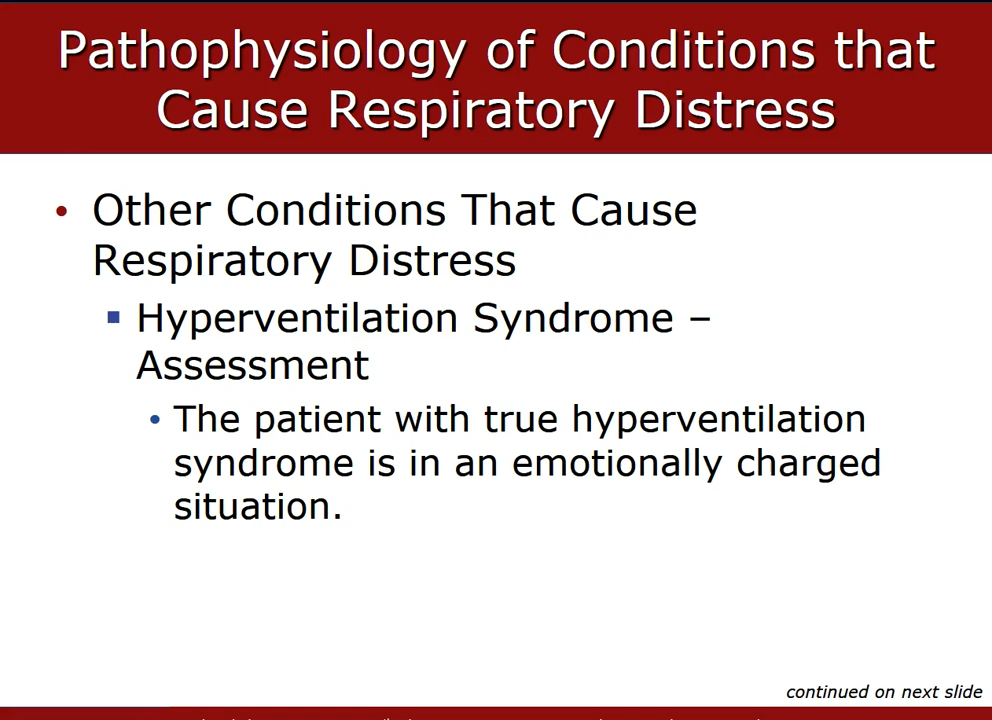 Pathophysiology of Conditions that
Cause Respiratory Distress
• Other Conditions That Cause
Respiratory Distress
▪ Hyperventilation Syndrome –
Assessment
• The patient with true hyperventilation
syndrome is in an emotionally charged
situation.
continued on next slide